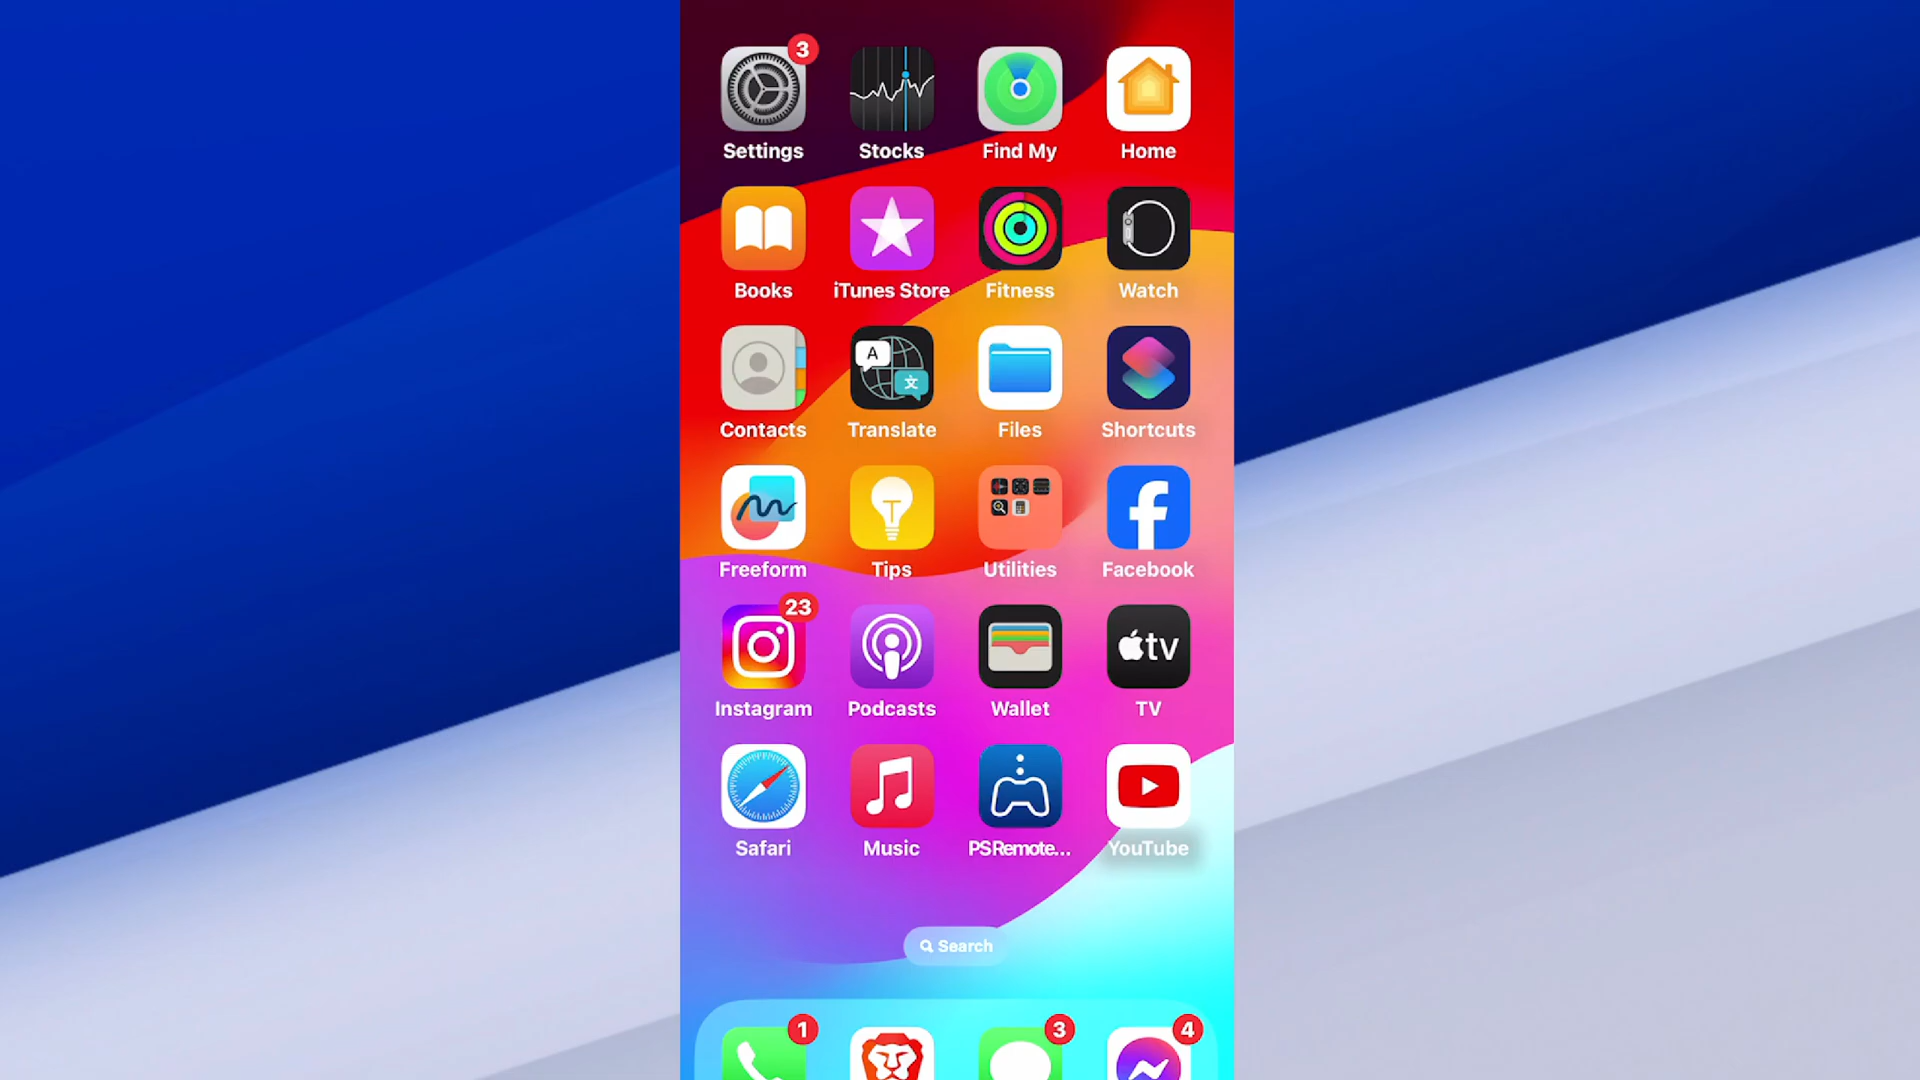 3
Settings Stocks Find My Home
Books iTunes Store Fitness Watch
A
文
Contacts Translate Files Shortcuts
Freeform Tips Utilities Facebook
23
tv
Instagram Podcasts Wallet TV
Safari Music PSRemote... YouTube
Search
1 3 4